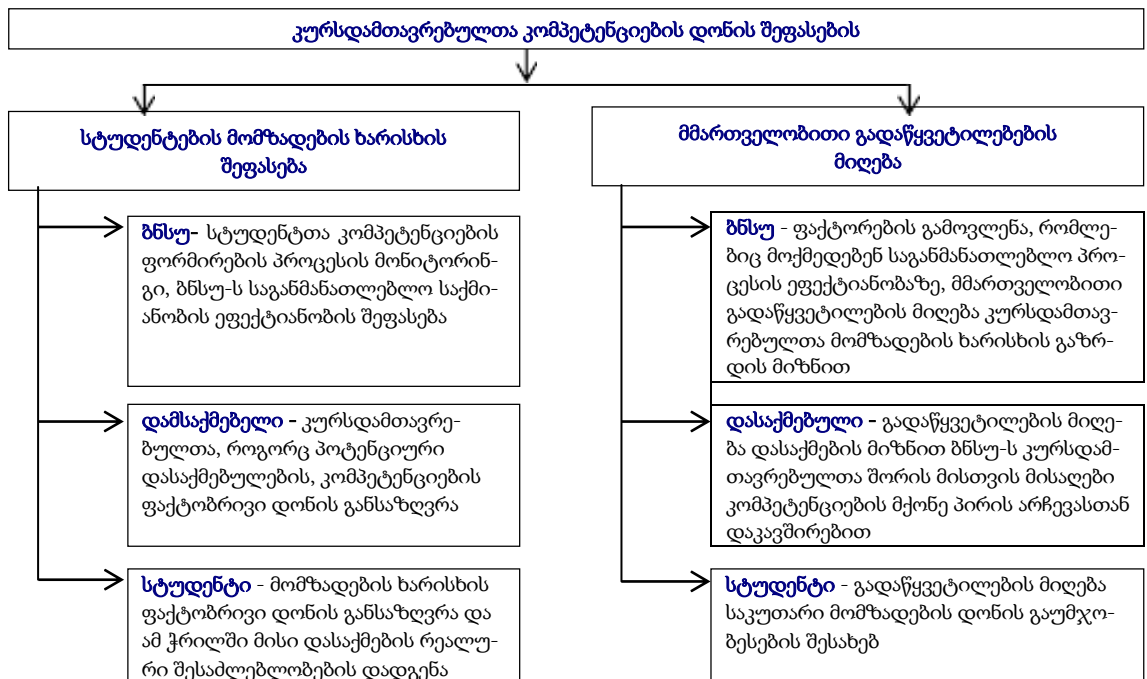 კურსდამთავრებულთა კომპეტენციების დონის შეფასების
სტუდენტების მომზადების ხარისხის
შეფასება
ბნსუ- სტუდენტთა კომპეტენციების
ფორმირების პროცესის მონიტორინ-
გი, ბნსუ-ს საგანმანათლებლო საქმი-
ანობის ეფექტიანობის შეფასება
დამსაქმებელი - კურსდამთავრე-
ბულთა, როგორც პოტენციური
დასაქმებულების, კომპეტენციების
ფაქტობრივი დონის განსაზღვრა
სტუდენტი - მომზადების ხარისხის
ფაქტობრივი დონის განსაზღვრა და
ამ ჭრილში მისი დასაქმების რეალუ-
რი შესაძლებლობების დადგენა
მმართველობითი გადაწყვეტილებების
მიღება
ბნსუ - ფაქტორების გამოვლენა, რომლე-
ბიც მოქმედებენ საგანმანათლებლო პრო-
ცესის ეფექტიანობაზე, მმართველობითი
გადაწყვეტილების მიღება კურსდამთავ-
რებულთა მომზადების ხარისხის გაზრ-
დის მიზნით
დასაქმებული - გადაწყვეტილების მიღე-
ბა დასაქმების მიზნით ბნსუ-ს კურსდამ-
თავრებულთა შორის მისთვის მისაღები
კომპეტენციების მქონე პირის არჩევასთან
დაკავშირებით
სტუდენტი - გადაწყვეტილების მიღება
საკუთარი მომზადების დონის გაუმჯო-
ბესების შესახებ